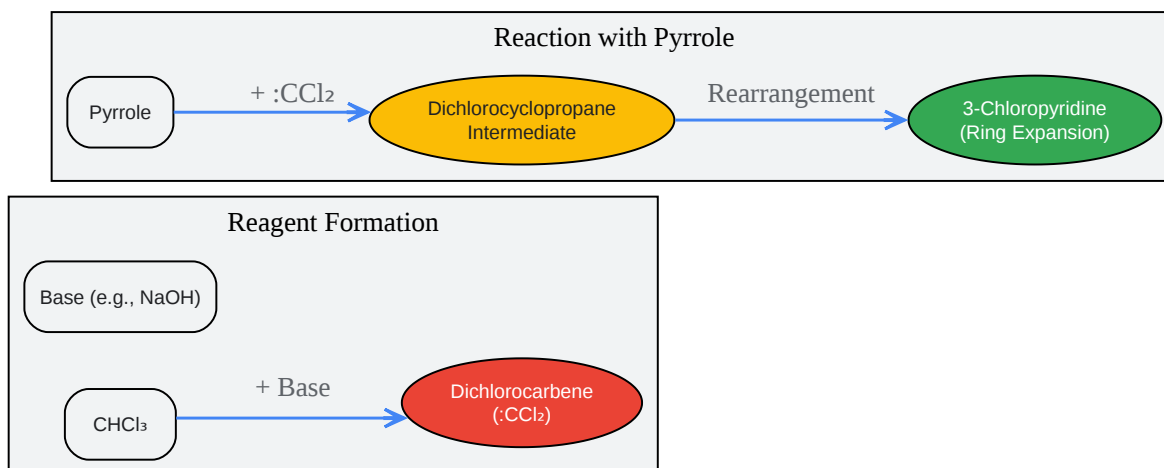 Reaction with Pyrrole
Pyrrole
+ :CCl₂
Dichlorocyclopropane
Intermediate
Rearrangement
3-Chloropyridine
(Ring Expansion)
Reagent Formation
Base (e.g., NaOH)
CHCl₃
+ Base
Dichlorocarbene
(:CCl₂)